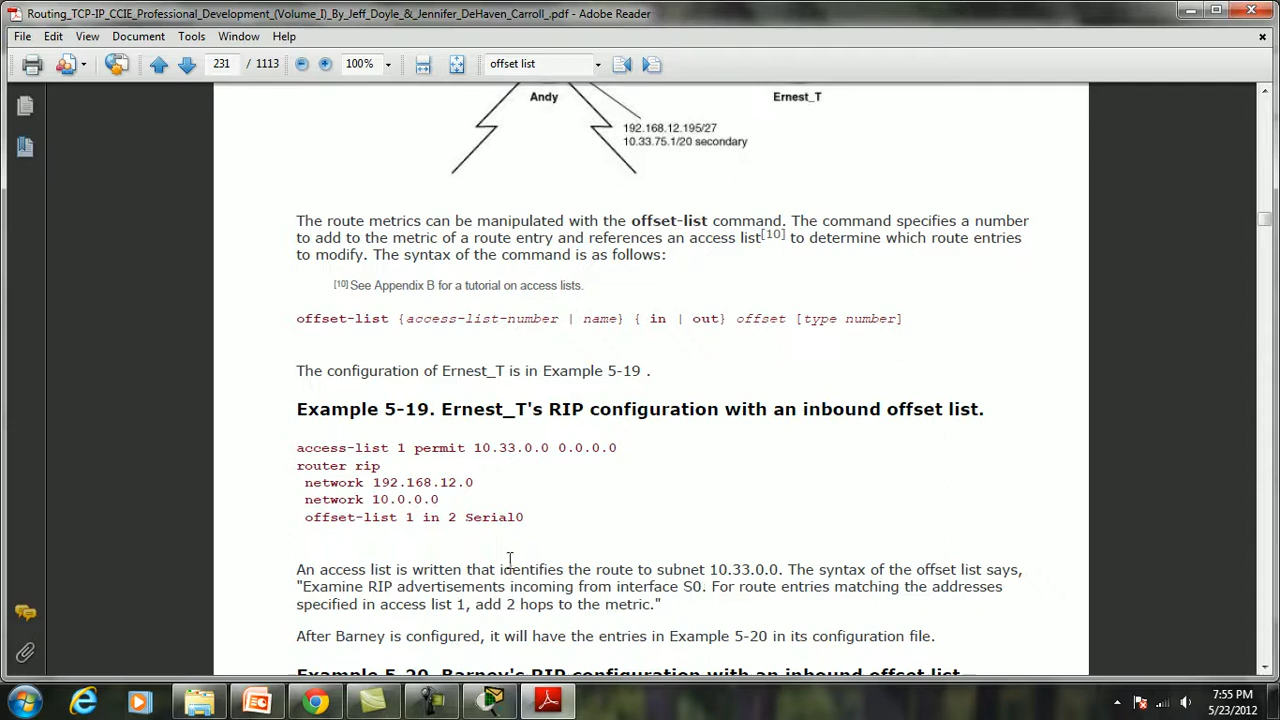 Routing_TCP-IP_CCIE_Professional_Development_(Volume_I)_By_Jeff_Doyle_&_Jennifer_DeHaven_Carroll_.pdf - Adobe Reader
File Edit View Document Tools Window Help
231 / 1113 100% offset list
Andy Ernest_T
192.168.12.195/27
10.33.75.1/20 secondary
The route metrics can be manipulated with the offset-list command. The command specifies a number
to add to the metric of a route entry and references an access list[10] to determine which route entries
to modify. The syntax of the command is as follows:
[10] See Appendix B for a tutorial on access lists.
offset-list {access-list-number | name} { in | out} offset [type number]
The configuration of Ernest_T is in Example 5-19 .
Example 5-19. Ernest_T's RIP configuration with an inbound offset list.
access-list 1 permit 10.33.0.0 0.0.0.0
router rip
network 192.168.12.0
network 10.0.0.0
offset-list 1 in 2 Serial0
An access list is written that identifies the route to subnet 10.33.0.0. The syntax of the offset list says,
"Examine RIP advertisements incoming from interface S0. For route entries matching the addresses
specified in access list 1, add 2 hops to the metric."
After Barney is configured, it will have the entries in Example 5-20 in its configuration file.
Example 5-20. Barney's RIP configuration with an inbound offset list.
7:55 PM
5/23/2012